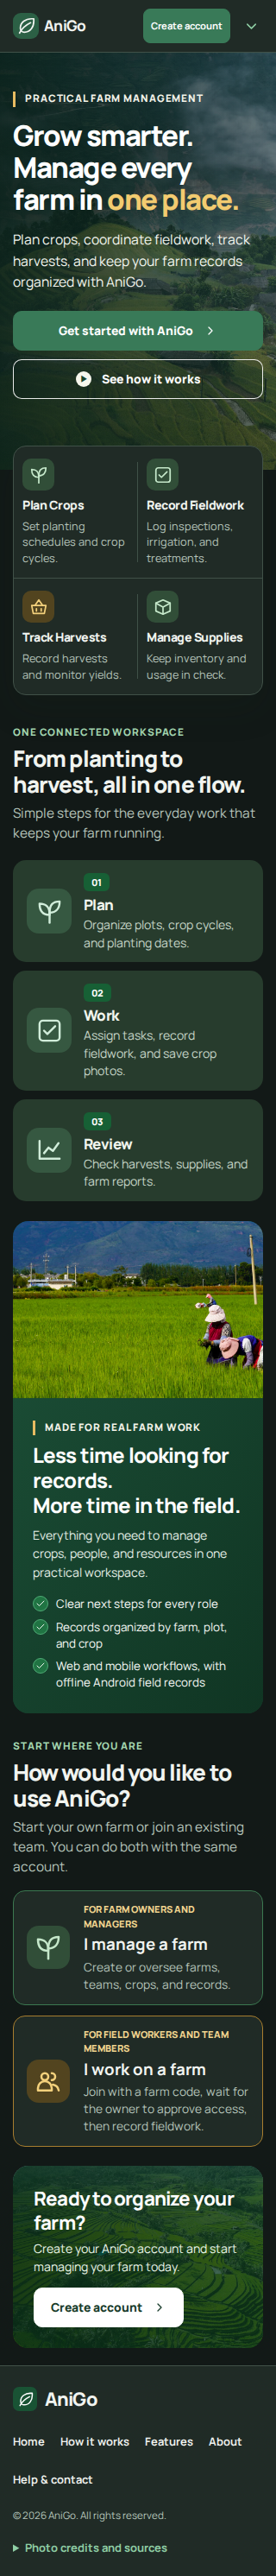 AniGo
Create account
PRACTICAL FARM MANAGEMENT
Grow smarter.
Manage every
farm in one place.
Plan crops, coordinate fieldwork, track
harvests, and keep your farm records
organized with AniGo.
Get started with AniGo
See how it works
Plan Crops
Set planting
schedules and crop
cycles.
Record Fieldwork
Log inspections,
irrigation, and
treatments.
Track Harvests
Record harvests
and monitor yields.
Manage Supplies
Keep inventory and
usage in check.
ONE CONNECTED WORKSPACE
From planting to
harvest, all in one flow.
Simple steps for the everyday work that
keeps your farm running.
01
Plan
Organize plots, crop cycles,
and planting dates.
02
Work
Assign tasks, record
fieldwork, and save crop
photos.
03
Review
Check harvests, supplies, and
farm reports.
MADE FOR REAL FARM WORK
Less time looking for
records.
More time in the field.
Everything you need to manage
crops, people, and resources in one
practical workspace.
Clear next steps for every role
Records organized by farm, plot,
and crop
Web and mobile workflows, with
offline Android field records
START WHERE YOU ARE
How would you like to
use AniGo?
Start your own farm or join an existing
team. You can do both with the same
account.
FOR FARM OWNERS AND
MANAGERS
I manage a farm
Create or oversee farms,
teams, crops, and records.
FOR FIELD WORKERS AND TEAM
MEMBERS
I work on a farm
Join with a farm code, wait for
the owner to approve access,
then record fieldwork.
Ready to organize your
farm?
Create your AniGo account and start
managing your farm today.
Create account
AniGo
Home How it works Features About
Help & contact
© 2026 AniGo. All rights reserved.
Photo credits and sources